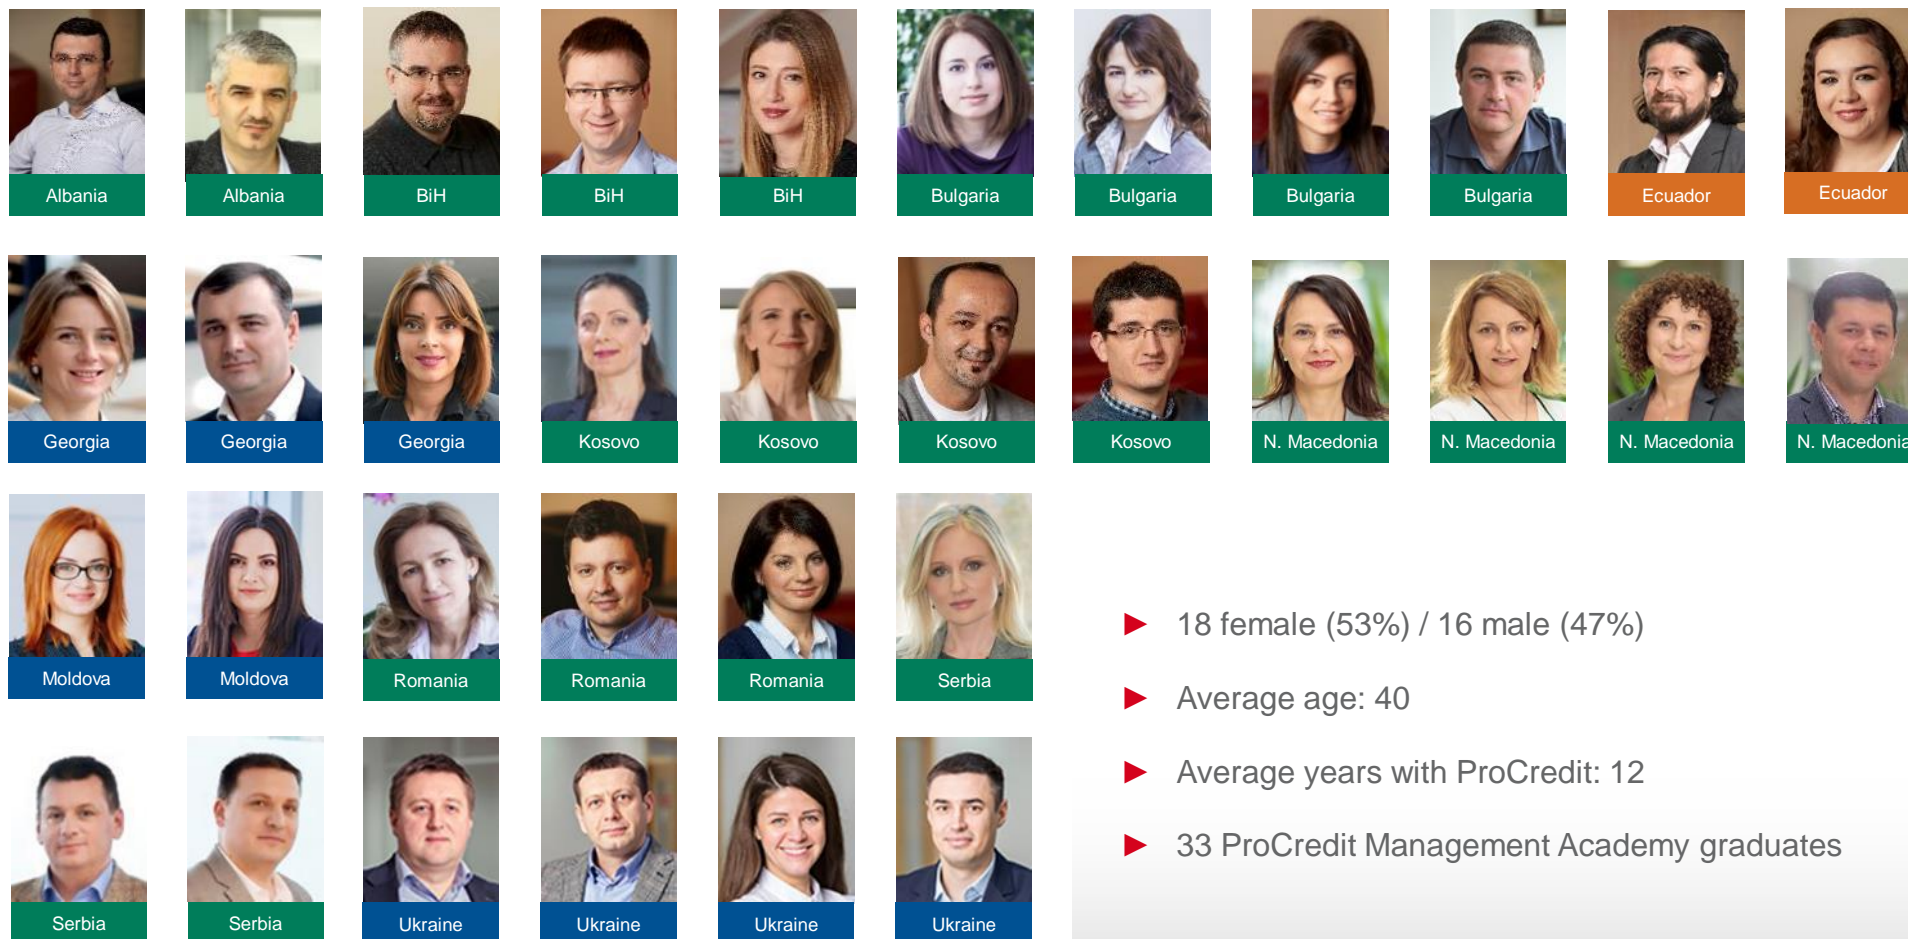 Albania
Albania
BiH
BiH
BiH
Bulgaria
Bulgaria
Bulgaria
Bulgaria
Ecuador
Ecuador
Georgia
Georgia
Georgia
Kosovo
Kosovo
Kosovo
Kosovo
N. Macedonia
N. Macedonia
N. Macedonia
N. Macedonia
Moldova
Moldova
Romania
Romania
Romania
Serbia
Serbia
Serbia
Ukraine
Ukraine
Ukraine
Ukraine
► 18 female (53%) / 16 male (47%)
► Average age: 40
► Average years with ProCredit: 12
► 33 ProCredit Management Academy graduates